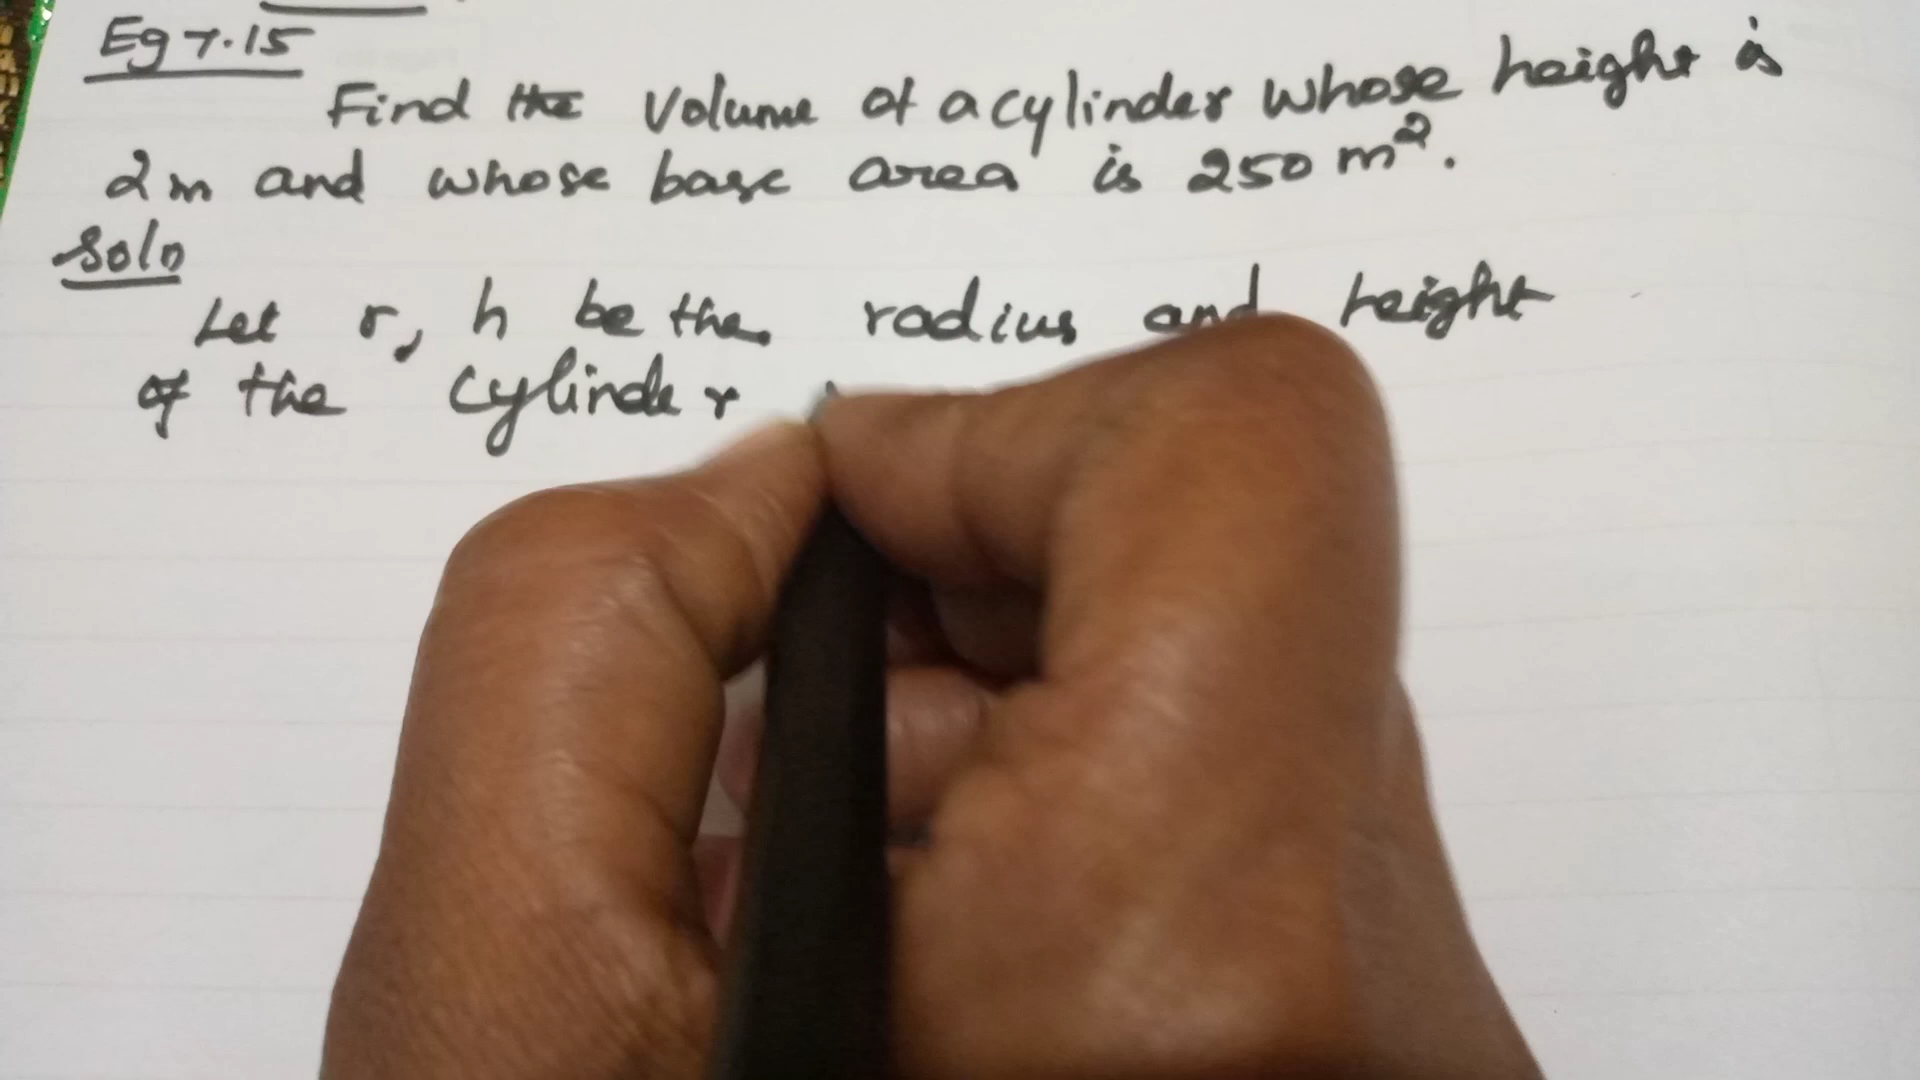 Eg 7.15
Find the volume of a cylinder whose height is
2m and whose base area is 250 m².
Soln
Let r, h be the radius and height
of the cylinder